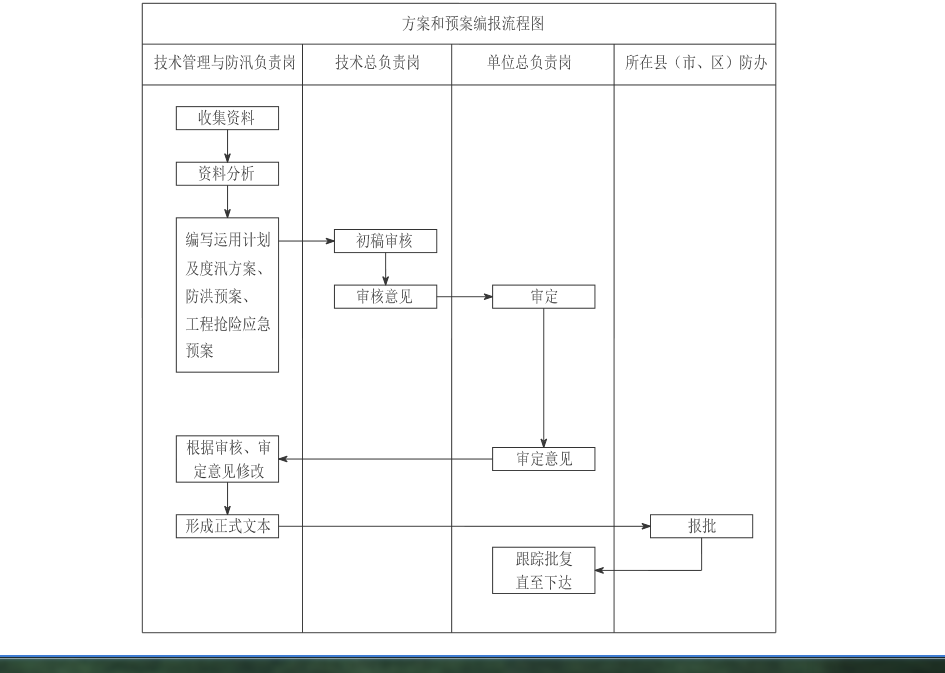 方案和预案编报流程图
技术管理与防汛负责岗
技术总负责岗
单位总负责岗
所在县（市、区）防办
收集资料
资料分析
编写运用计划
及度汛方案、
防洪预案、
工程抢险应急
预案
初稿审核
审核意见
审定
审定意见
根据审核、审
定意见修改
形成正式文本
报批
跟踪批复
直至下达